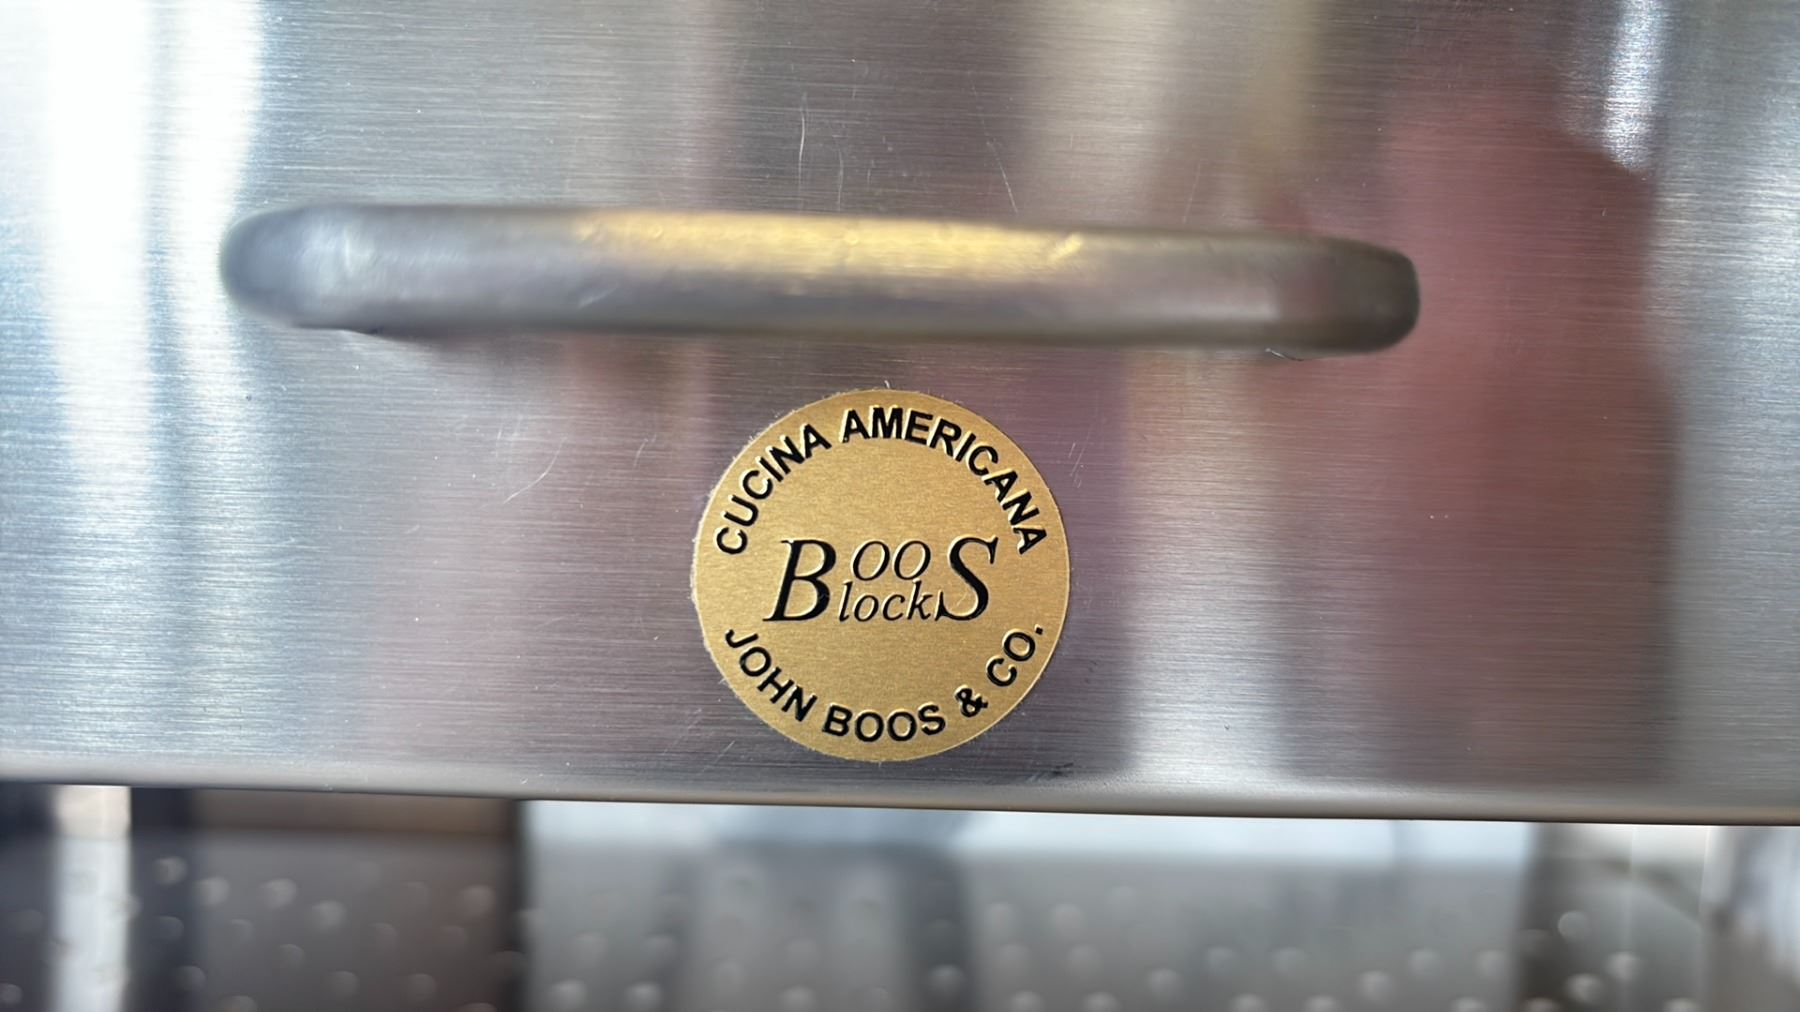 CUCINA AMERICANA
Boos Blocks
JOHN BOOS & CO.